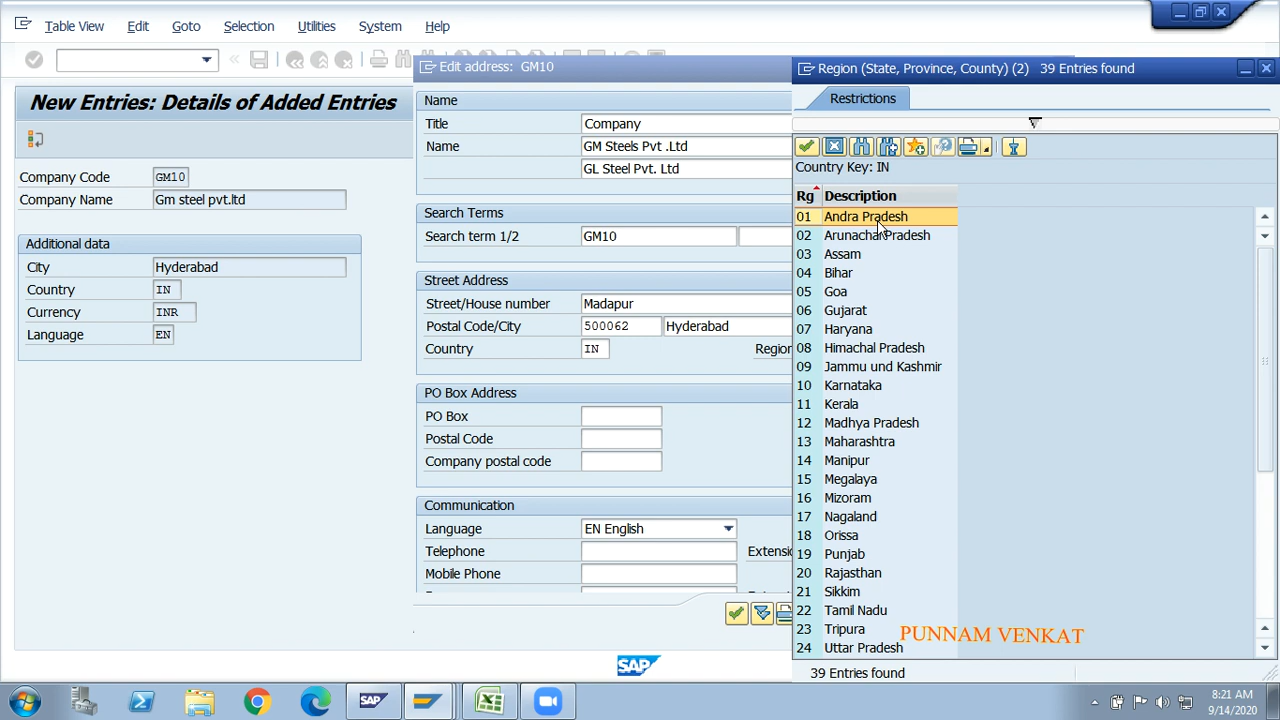 Table View Edit Goto Selection Utilities System Help
New Entries: Details of Added Entries
Company Code GM10
Company Name Gm steel pvt.ltd
Additional data
City Hyderabad
Country IN
Currency INR
Language EN
Edit address: GM10
Name
Title Company
Name GM Steels Pvt .Ltd
GL Steel Pvt. Ltd
Search Terms
Search term 1/2 GM10
Street Address
Street/House number Madapur
Postal Code/City 500062 Hyderabad
Country IN Region
PO Box Address
PO Box
Postal Code
Company postal code
Communication
Language EN English
Telephone Extensio
Mobile Phone
Region (State, Province, County) (2) 39 Entries found
Restrictions
Country Key: IN
Rg Description
01 Andra Pradesh
02 Arunachal Pradesh
03 Assam
04 Bihar
05 Goa
06 Gujarat
07 Haryana
08 Himachal Pradesh
09 Jammu und Kashmir
10 Karnataka
11 Kerala
12 Madhya Pradesh
13 Maharashtra
14 Manipur
15 Megalaya
16 Mizoram
17 Nagaland
18 Orissa
19 Punjab
20 Rajasthan
21 Sikkim
22 Tamil Nadu
23 Tripura
24 Uttar Pradesh
PUNNAM VENKAT
39 Entries found
SAP
SAP
8:21 AM
9/14/2020